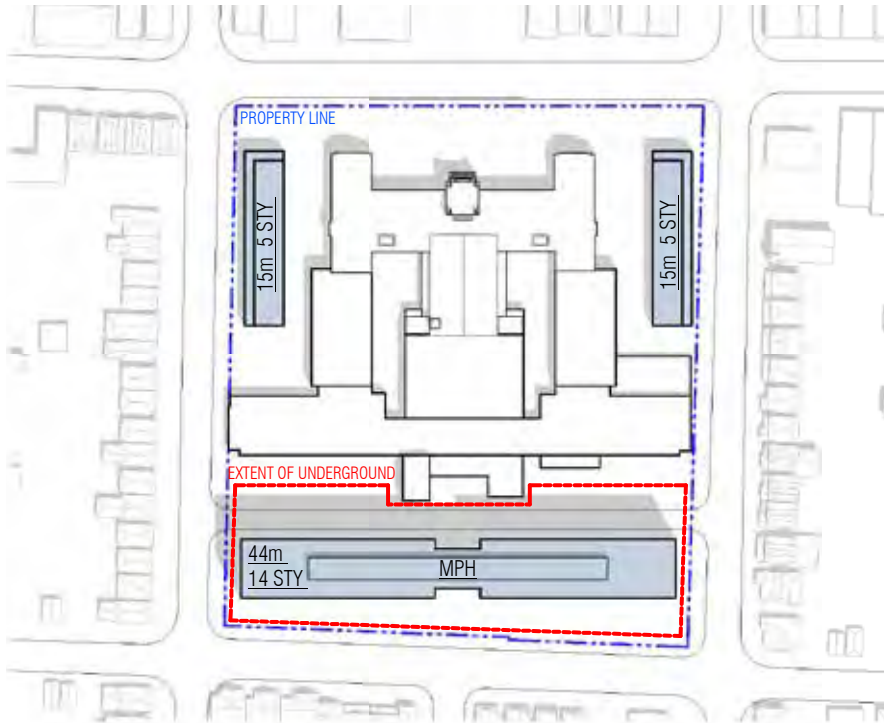 PROPERTY LINE
15m 5 STY
15m 5 STY
EXTENT OF UNDERGROUND
44m
14 STY
MPH